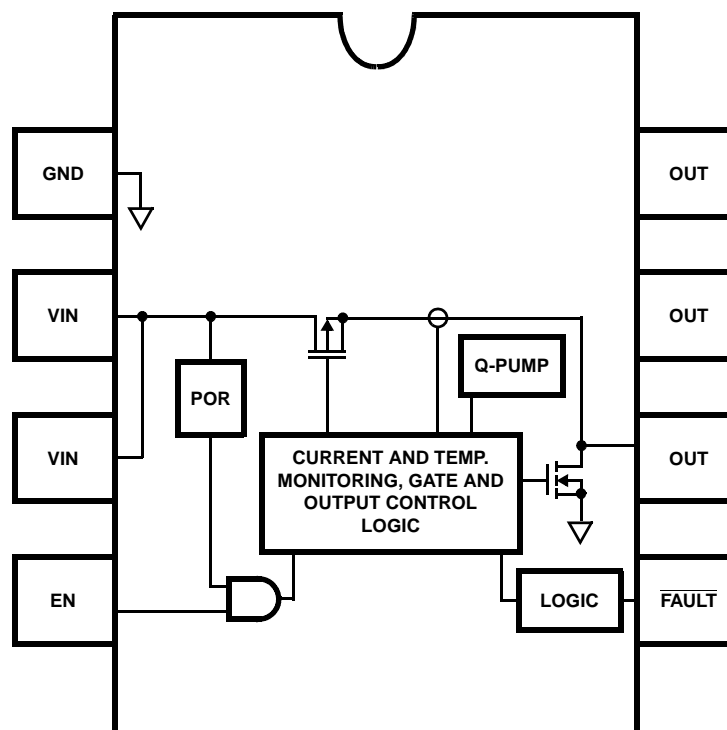 GND
OUT
VIN
OUT
Q-PUMP
POR
VIN
CURRENT AND TEMP.
MONITORING, GATE AND
OUTPUT CONTROL
LOGIC
OUT
EN
LOGIC
FAULT